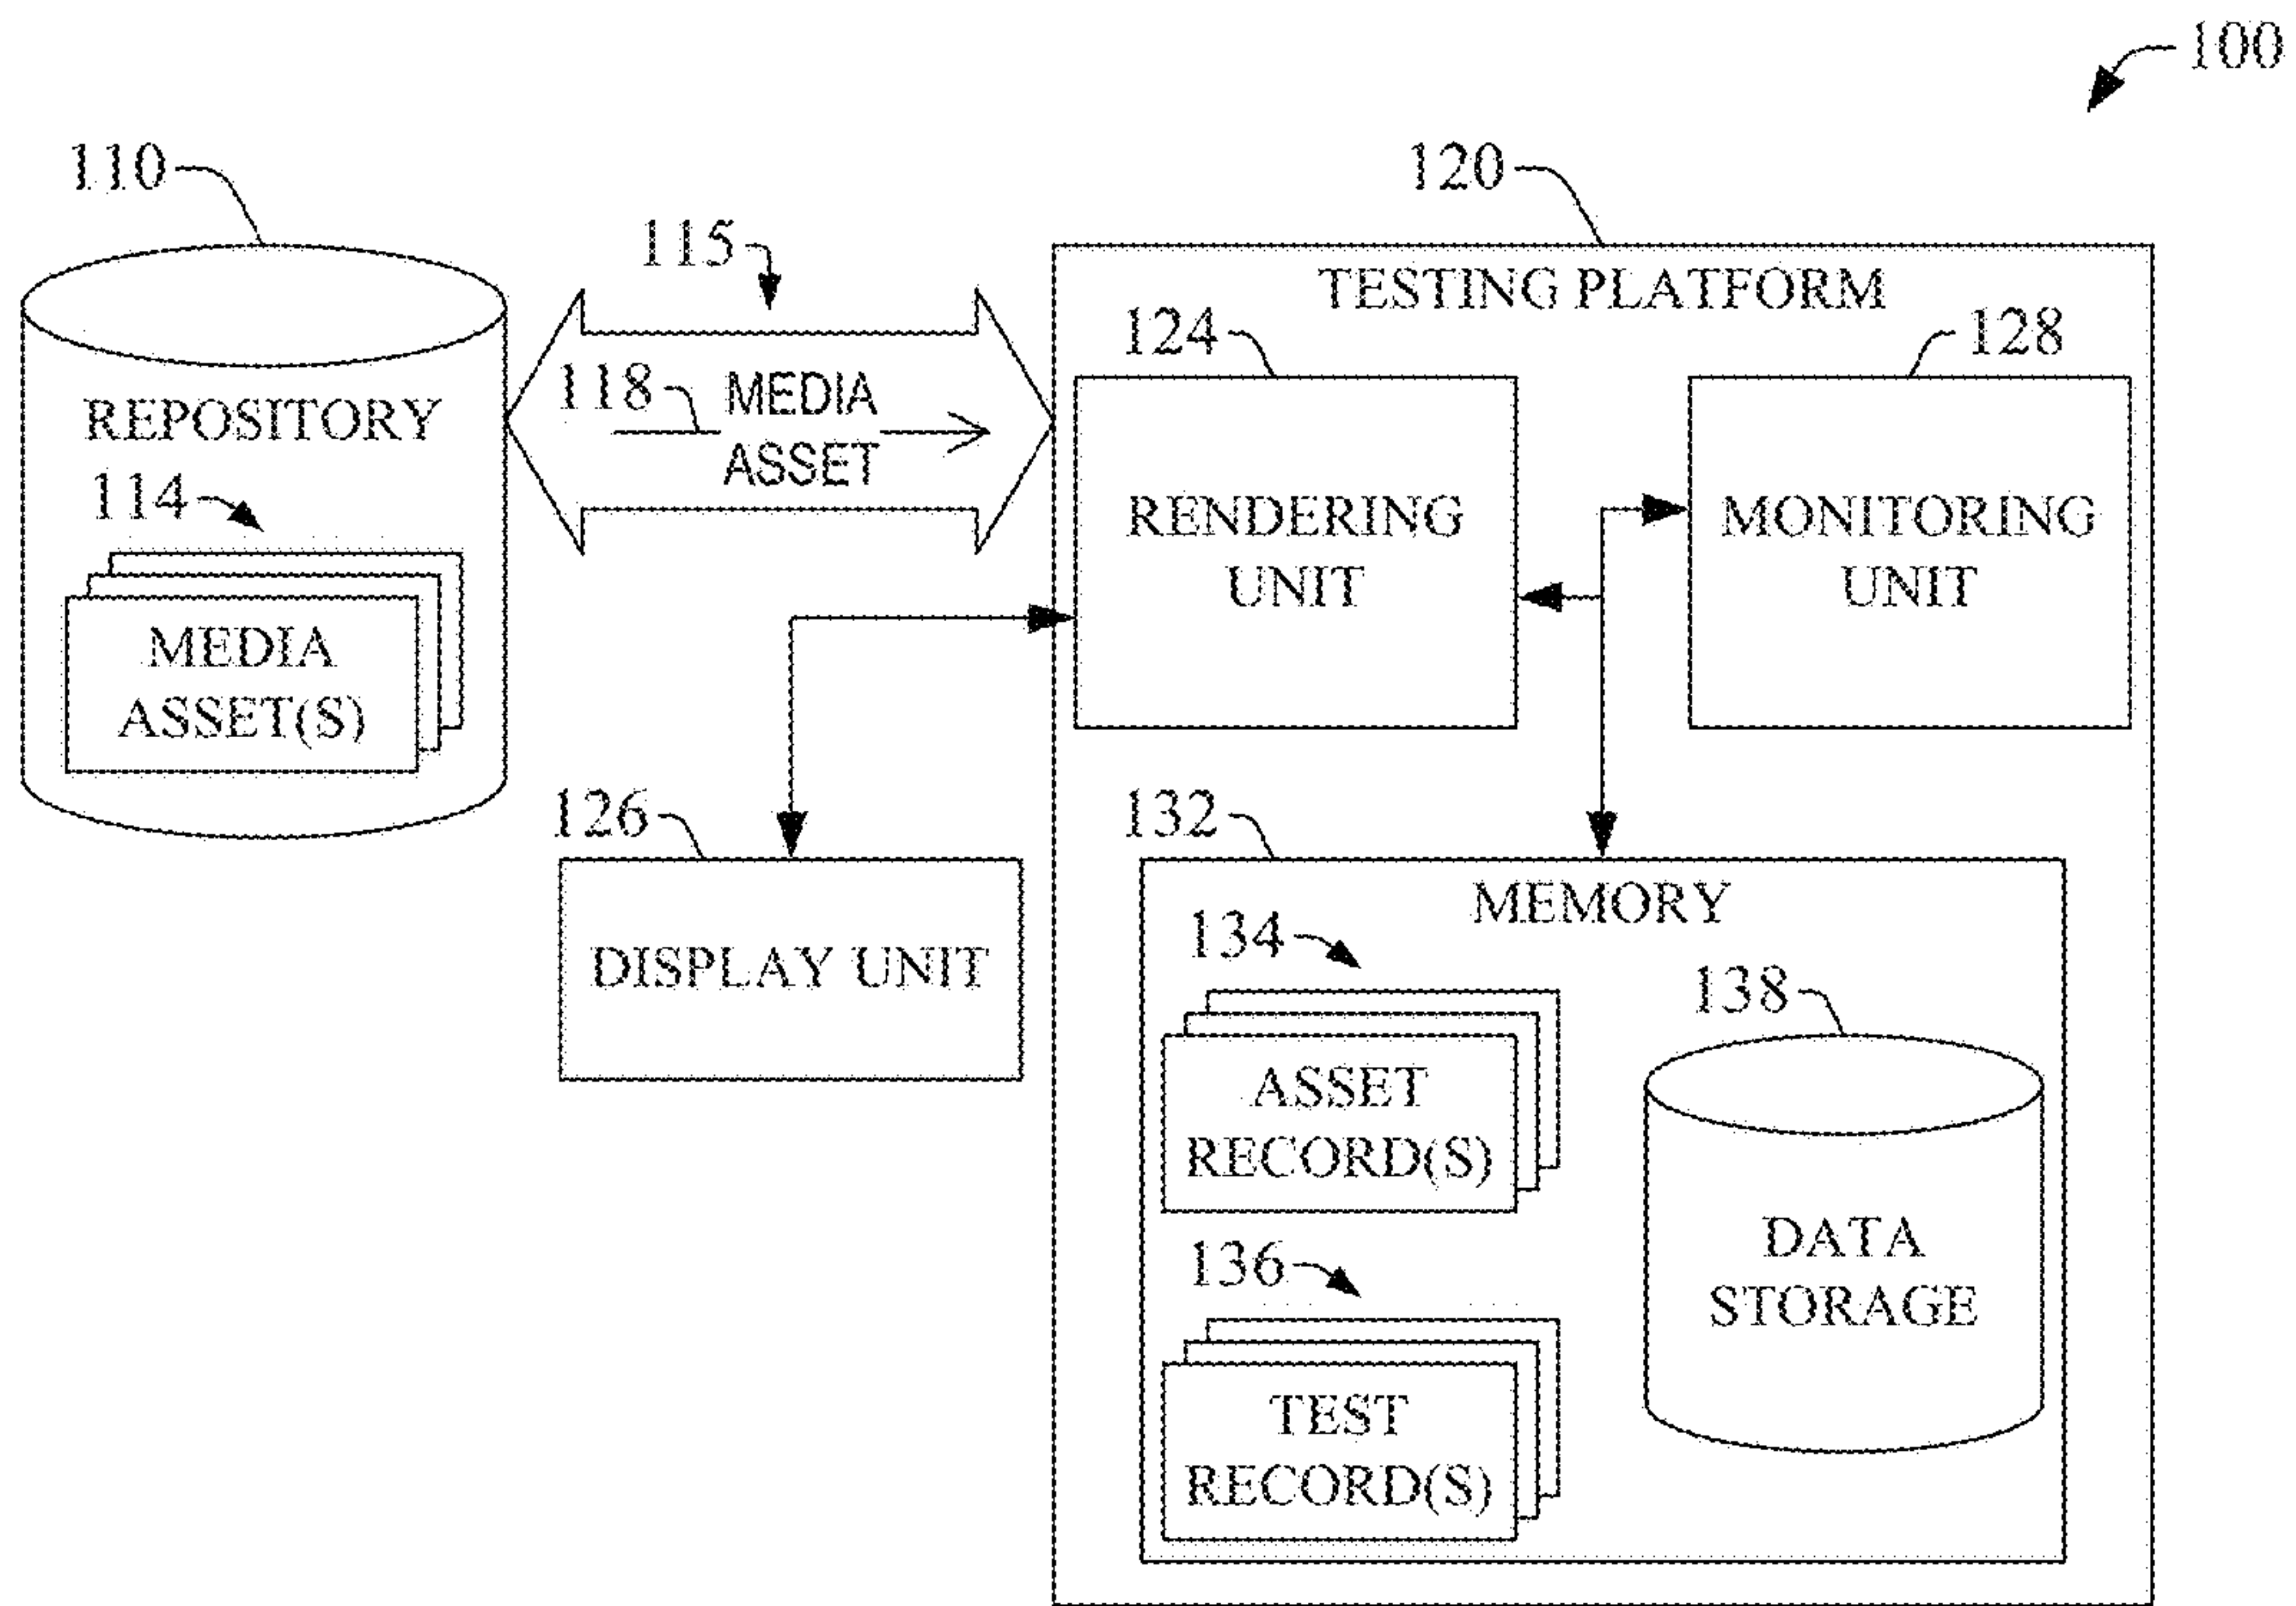 100
110
120
115
TESTING PLATFORM
124
128
118
MEDIA
ASSET
REPOSITORY
114
MEDIA
ASSET(S)
RENDERING
UNIT
MONITORING
UNIT
126
132
DISPLAY UNIT
MEMORY
134
138
ASSET
RECORD(S)
DATA
STORAGE
136
TEST
RECORD(S)